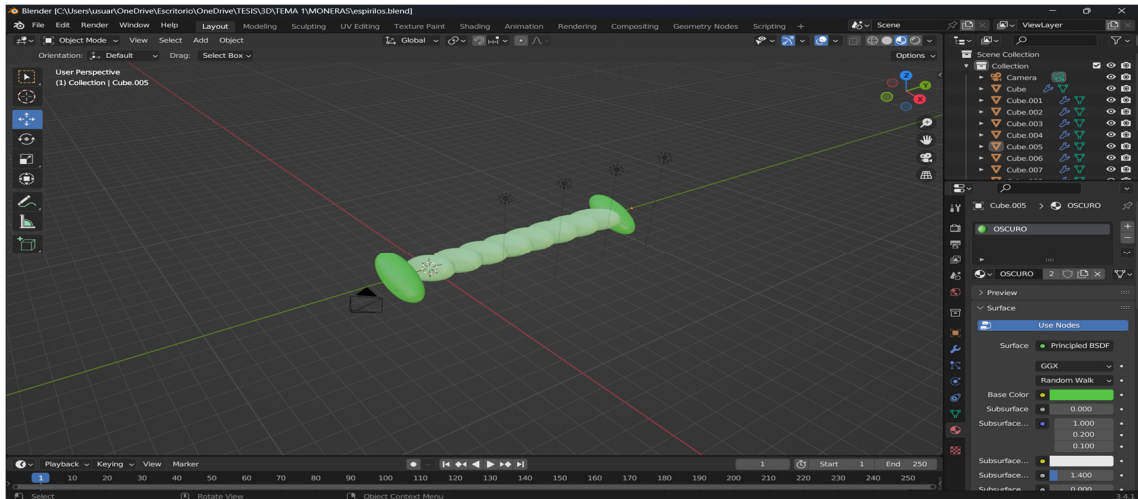 Blender [C:\Users\usuar\OneDrive\Escritorio\OneDrive\TESIS\3D\TEMA 1\MONERAS\espirilos.blend]
File Edit Render Window Help Layout Modeling Sculpting UV Editing Texture Paint Shading Animation Rendering Compositing Geometry Nodes Scripting + Scene ViewLayer
Object Mode View Select Add Object Global
Orientation: Default Drag: Select Box Options
User Perspective
(1) Collection | Cube.005
Z
Y
X
Scene Collection
Collection
Camera
Cube
Cube.001
Cube.002
Cube.003
Cube.004
Cube.005
Cube.006
Cube.007
Cube.005 > OSCURO
OSCURO
OSCURO 2
Preview
Surface
Use Nodes
Surface Principled BSDF
GGX
Random Walk
Base Color
Subsurface 0.000
Subsurface... 1.000
0.200
0.100
Subsurface...
Subsurface... 1.400
Subsurface 0.000
Playback Keying View Marker 1 Start 1 End 250
1 10 20 30 40 50 60 70 80 90 100 110 120 130 140 150 160 170 180 190 200 210 220 230 240 250
Select Rotate View Object Context Menu